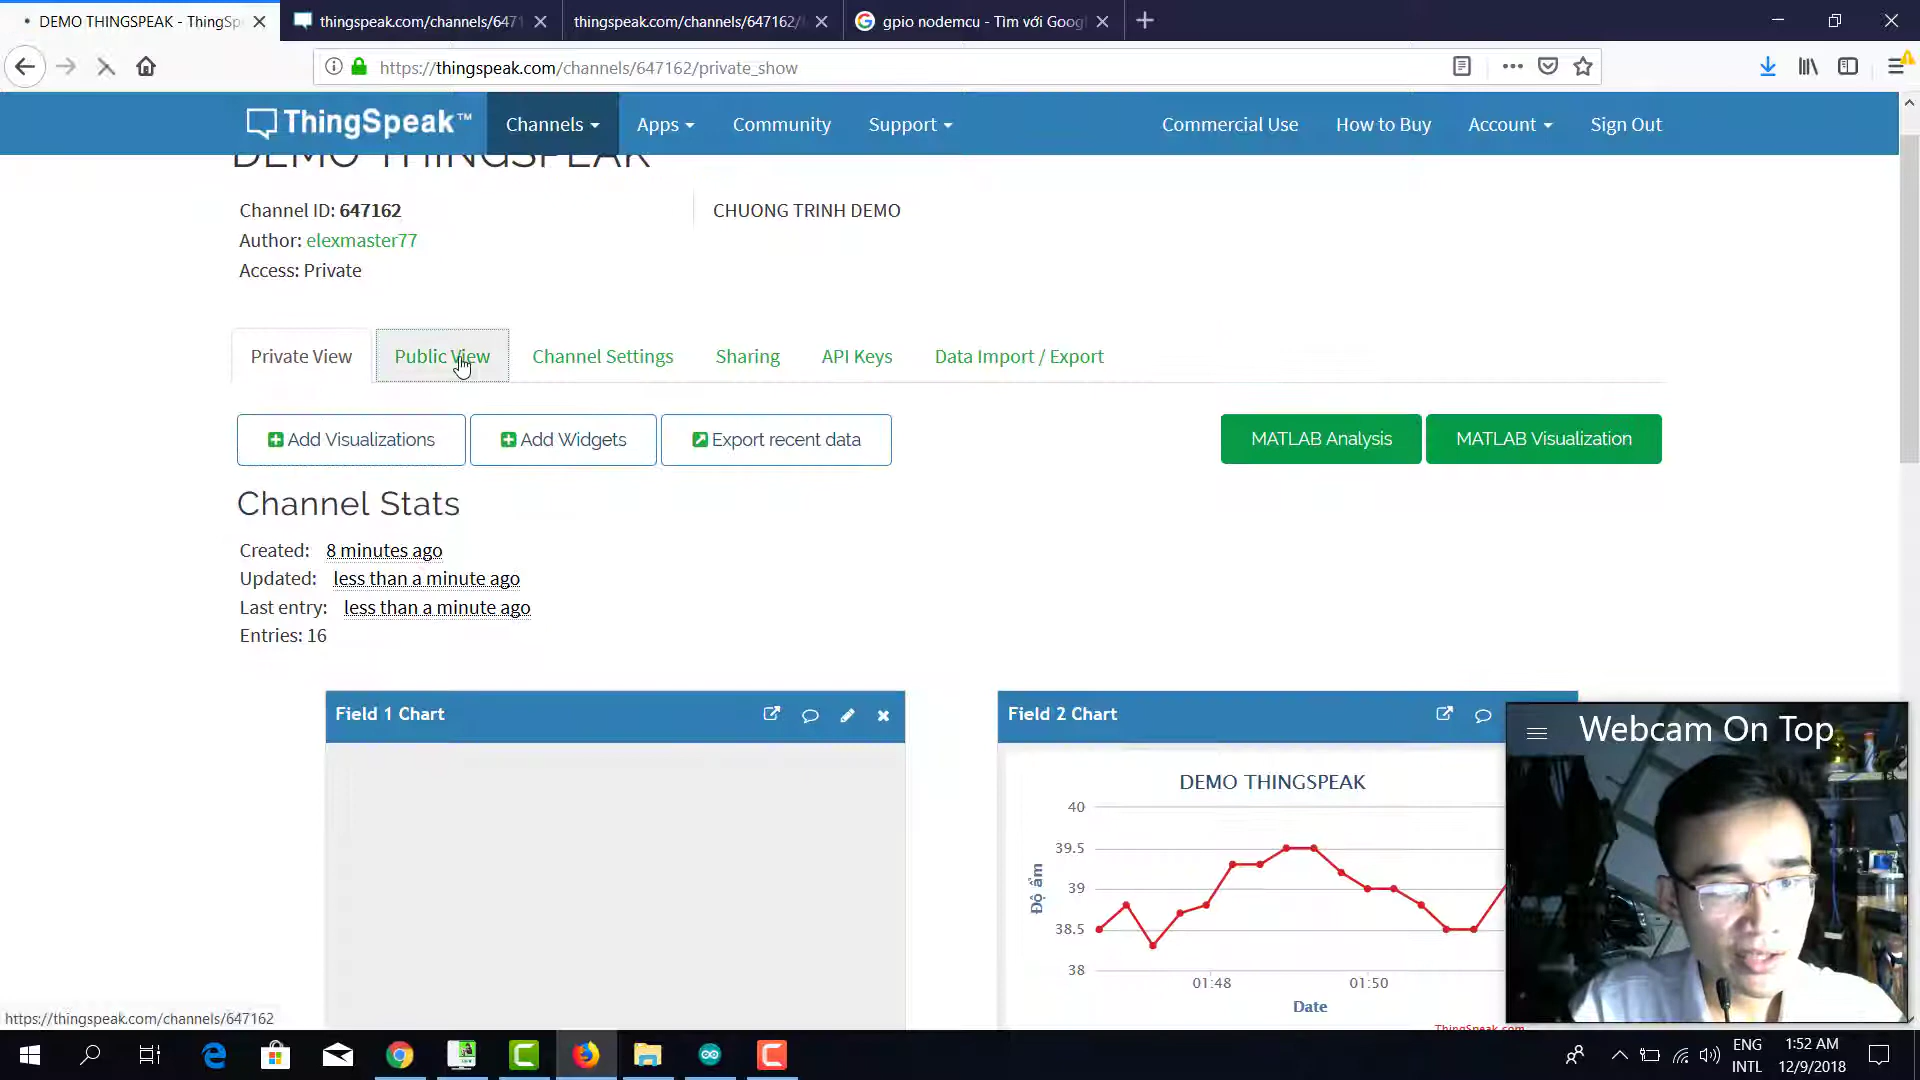 DEMO THINGSPEAK - ThingSp
thingspeak.com/channels/6471
thingspeak.com/channels/647162/
gpio nodemcu - Tìm với Goog
https://thingspeak.com/channels/647162/private_show
ThingSpeak™
Channels
Apps
Community
Support
Commercial Use
How to Buy
Account
Sign Out
DEMO THINGSPEAK
Channel ID: 647162
CHUONG TRINH DEMO
Author: elexmaster77
Access: Private
Private View
Public View
Channel Settings
Sharing
API Keys
Data Import / Export
Add Visualizations
Add Widgets
Export recent data
MATLAB Analysis
MATLAB Visualization
Channel Stats
Created: 8 minutes ago
Updated: less than a minute ago
Last entry: less than a minute ago
Entries: 16
Field 1 Chart
Field 2 Chart
Webcam On Top
DEMO THINGSPEAK
40
39.5
39
38.5
38
Độ ẩm
01:48
01:50
Date
ThingSpeak.com
https://thingspeak.com/channels/647162
ENG
INTL
1:52 AM
12/9/2018